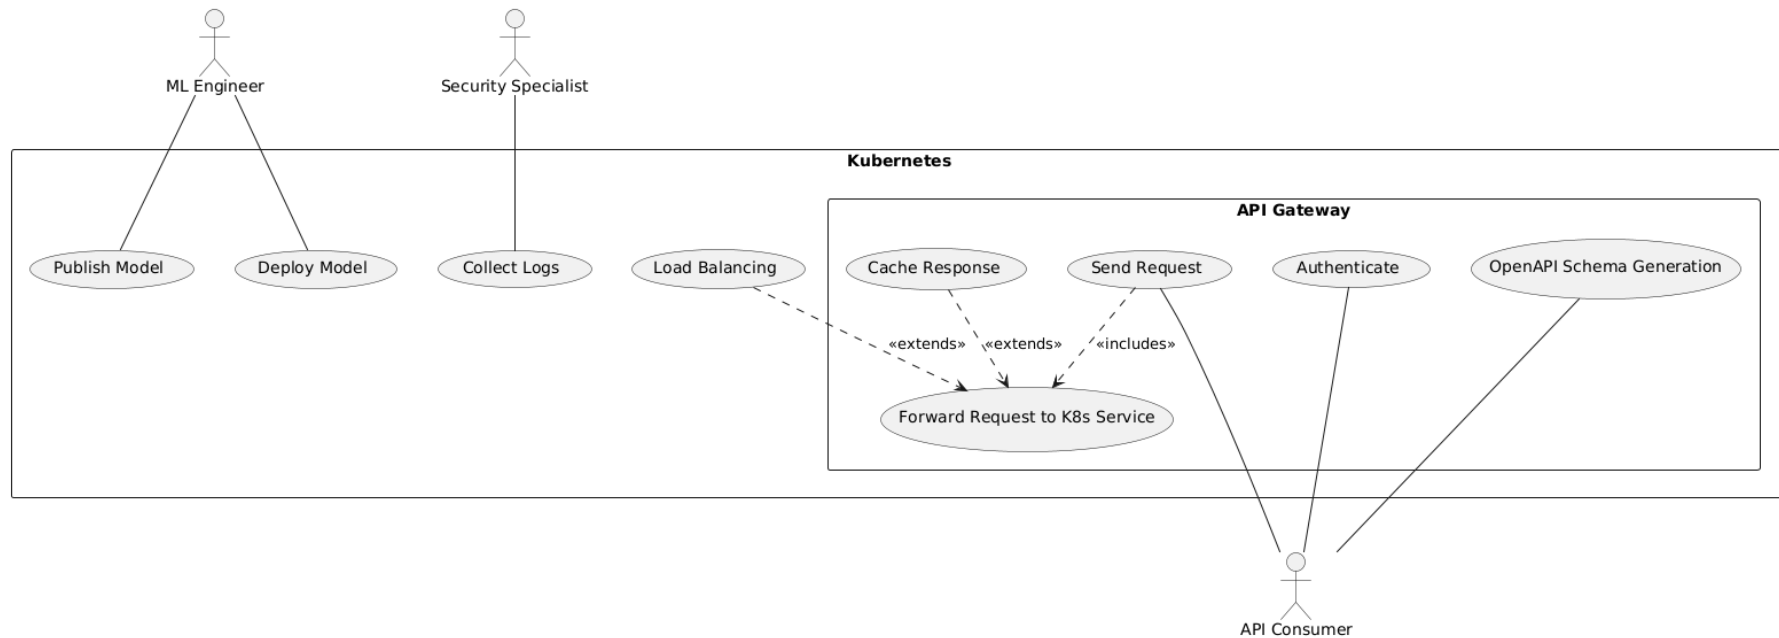 ML Engineer
Security Specialist
Kubernetes
API Gateway
Publish Model
Deploy Model
Collect Logs
Load Balancing
Cache Response
Send Request
Authenticate
OpenAPI Schema Generation
«extends»
«extends»
«includes»
Forward Request to K8s Service
API Consumer